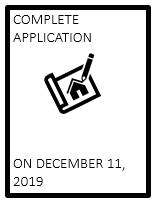 COMPLETE
APPLICATION
ON DECEMBER 11,
2019